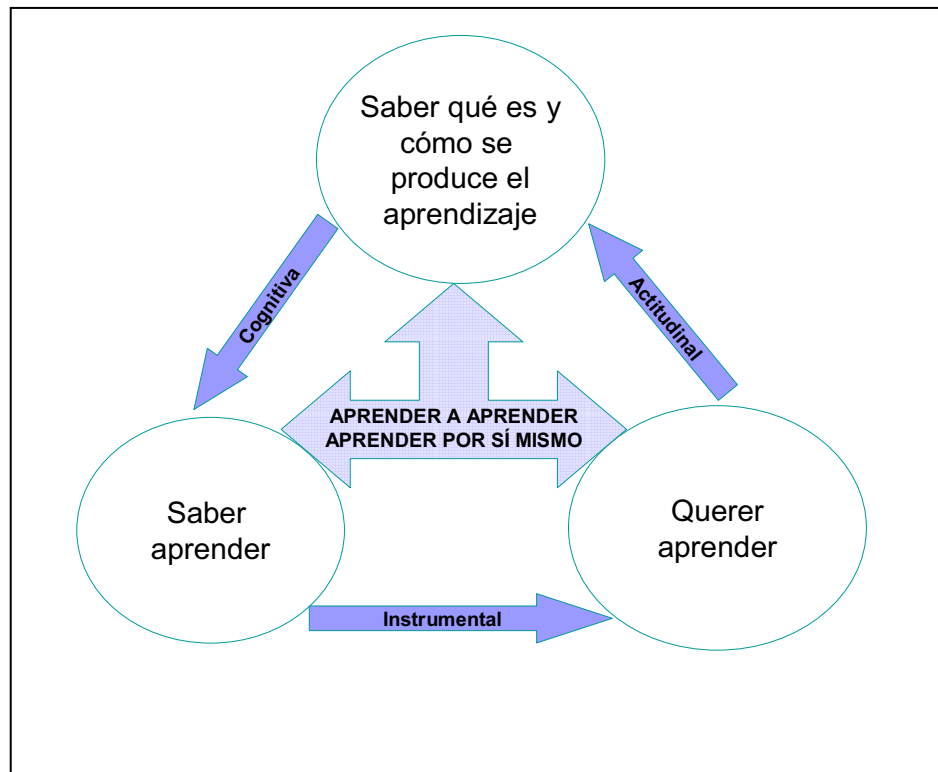 Saber qué es y
cómo se
produce el
aprendizaje
Cognitiva
Actitudinal
APRENDER A APRENDER
APRENDER POR SÍ MISMO
Saber
aprender
Querer
aprender
Instrumental